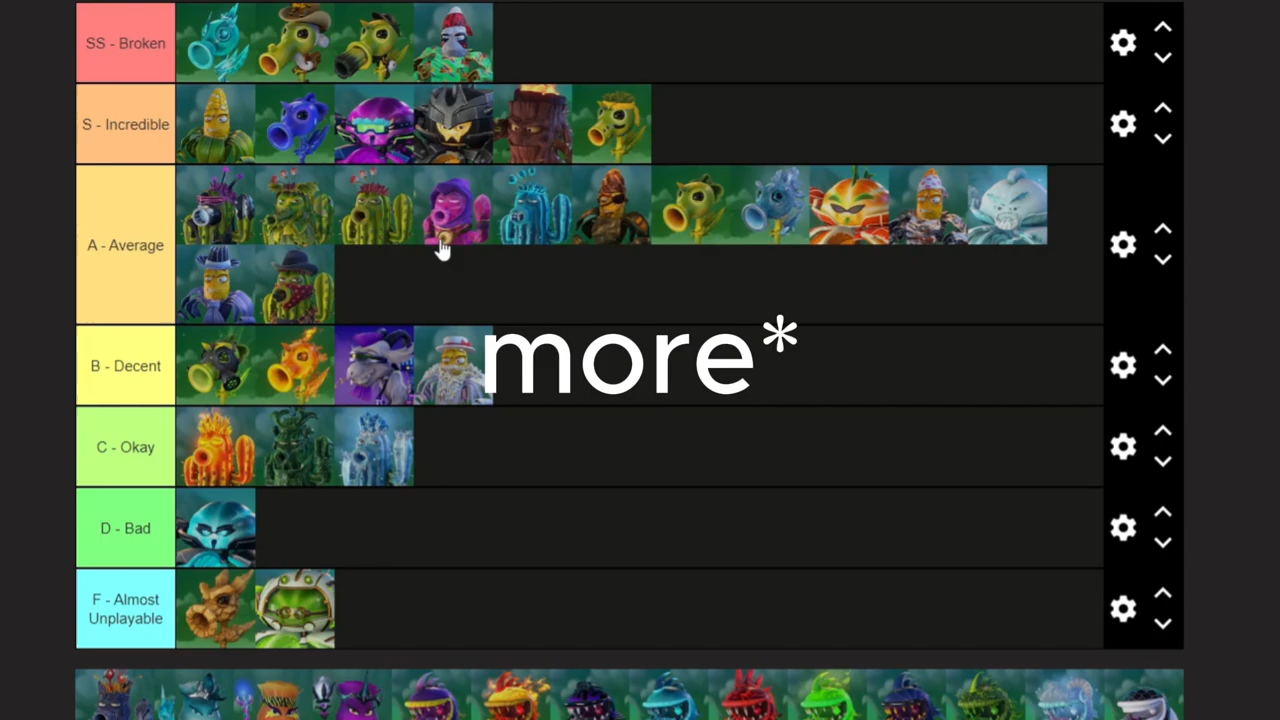 SS - Broken
S - Incredible
A - Average
B - Decent
more*
C - Okay
D - Bad
F - Almost
Unplayable